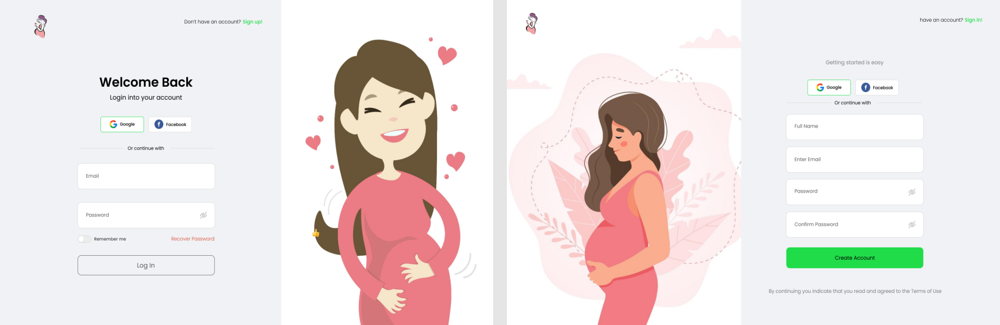 Don't have an account? Sign up!
Welcome Back
Login into your account
Google
Facebook
Or continue with
Email
Password
Remember me
Recover Password
Log In
have an account? Sign in!
Getting started is easy
Google
Facebook
Or continue with
Full Name
Enter Email
Password
Confirm Password
Create Account
By continuing you indicate that you read and agreed to the Terms of Use